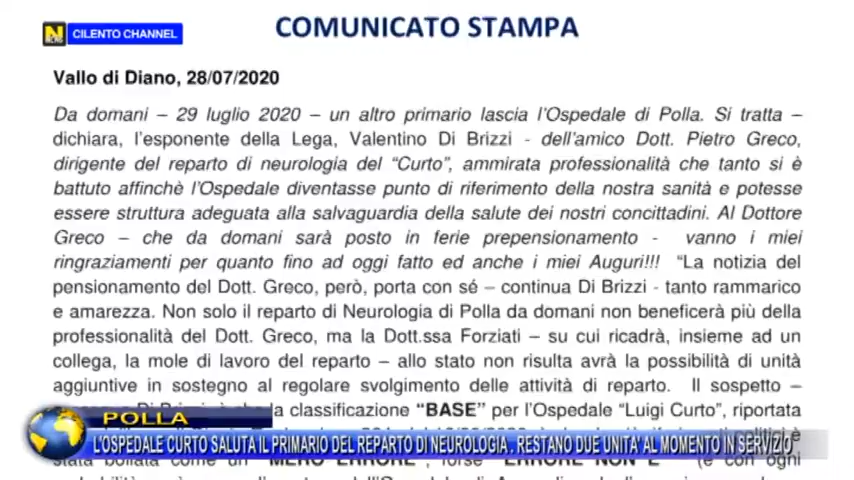 N
NEWS
CILENTO CHANNEL
COMUNICATO STAMPA
Vallo di Diano, 28/07/2020
Da domani – 29 luglio 2020 – un altro primario lascia l'Ospedale di Polla. Si tratta –
dichiara, l'esponente della Lega, Valentino Di Brizzi - dell'amico Dott. Pietro Greco,
dirigente del reparto di neurologia del "Curto", ammirata professionalità che tanto si è
battuto affinchè l'Ospedale diventasse punto di riferimento della nostra sanità e potesse
essere struttura adeguata alla salvaguardia della salute dei nostri concittadini. Al Dottore
Greco – che da domani sarà posto in ferie prepensionamento - vanno i miei
ringraziamenti per quanto fino ad oggi fatto ed anche i miei Auguri!!! "La notizia del
pensionamento del Dott. Greco, però, porta con sé – continua Di Brizzi - tanto rammarico
e amarezza. Non solo il reparto di Neurologia di Polla da domani non beneficerà più della
professionalità del Dott. Greco, ma la Dott.ssa Forziati – su cui ricadrà, insieme ad un
collega, la mole di lavoro del reparto – allo stato non risulta avrà la possibilità di unità
aggiuntive in sostegno al regolare svolgimento delle attività di reparto. Il sospetto –
la classificazione "BASE" per l'Ospedale "Luigi Curto", riportata
POLLA
L'OSPEDALE CURTO SALUTA IL PRIMARIO DEL REPARTO DI NEUROLOGIA . RESTANO DUE UNITA' AL MOMENTO IN SERVIZIO